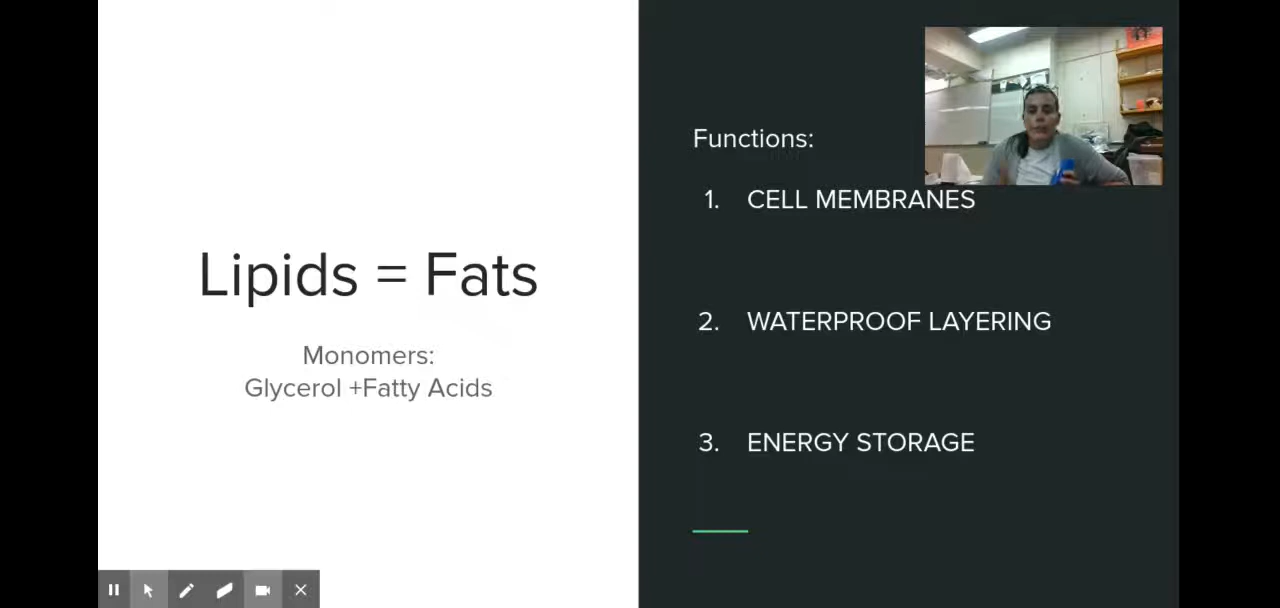 Lipids = Fats
Monomers:
Glycerol +Fatty Acids
Functions:
1. CELL MEMBRANES
2. WATERPROOF LAYERING
3. ENERGY STORAGE